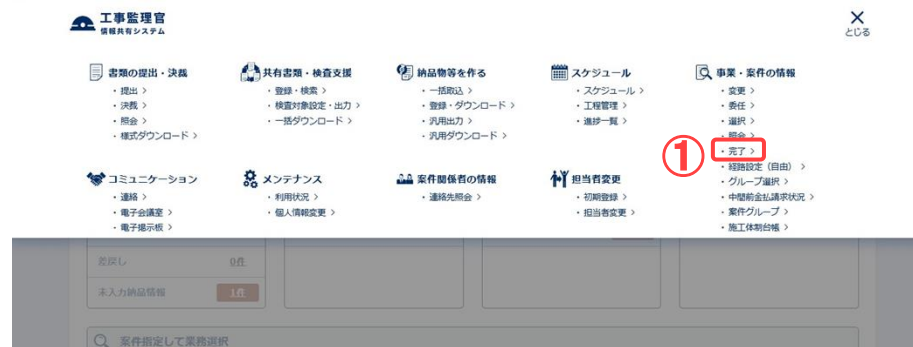 工事監理官
情報共有システム
とじる
書類の提出・決裁
・提出 >
・決裁 >
・照会 >
・様式ダウンロード >
共有書類・検査支援
・登録・検索 >
・検査対象設定・出力 >
・一括ダウンロード >
納品物等を作る
・一括取込 >
・登録・ダウンロード >
・汎用出力 >
・汎用ダウンロード >
スケジュール
・スケジュール >
・工程管理 >
・進捗一覧 >
事業・案件の情報
・変更 >
・委任 >
・選択 >
・照会 >
①
・完了 >
・経路設定（自由） >
・グループ選択 >
・中間前金払請求状況 >
・案件グループ >
・施工体制台帳 >
コミュニケーション
・連絡 >
・電子会議室 >
・電子掲示板 >
メンテナンス
・利用状況 >
・個人情報変更 >
案件関係者の情報
・連絡先照会 >
担当者変更
・初期登録 >
・担当者変更 >
差戻し 0件
未入力納品情報 1件
案件指定して業務選択